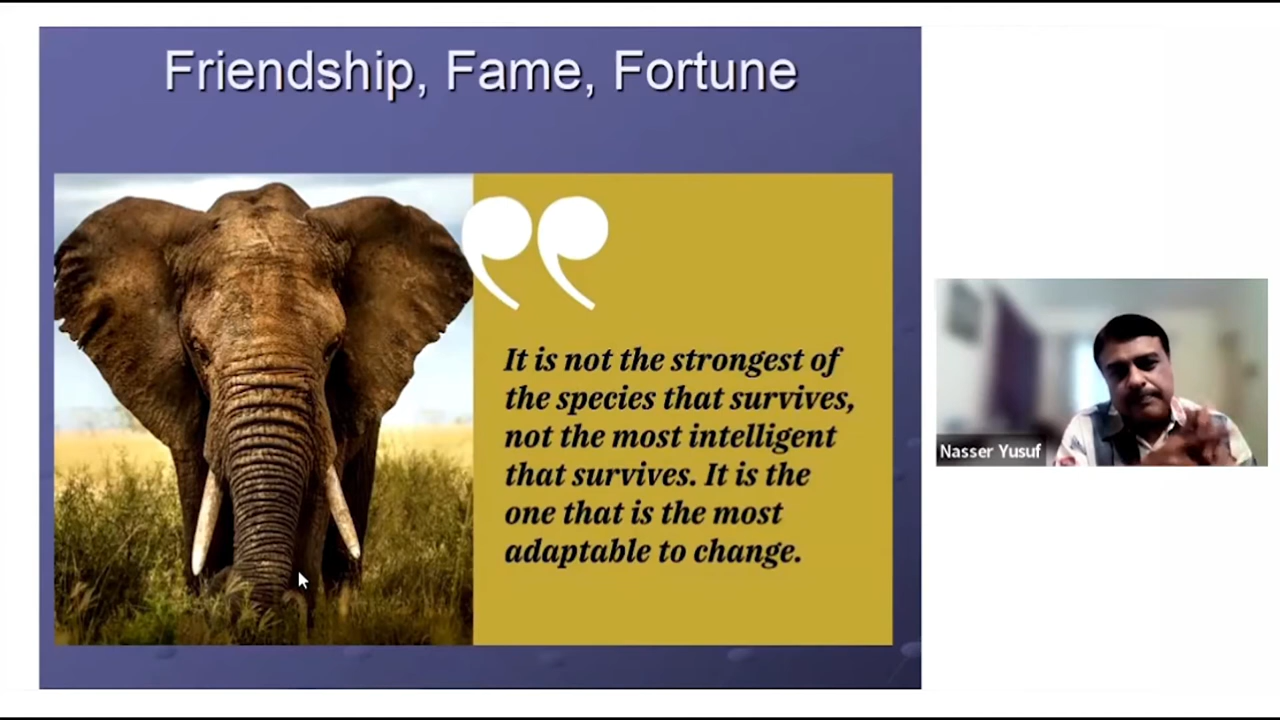 Friendship, Fame, Fortune
It is not the strongest of
the species that survives,
not the most intelligent
that survives. It is the
one that is the most
adaptable to change.
Nasser Yusuf